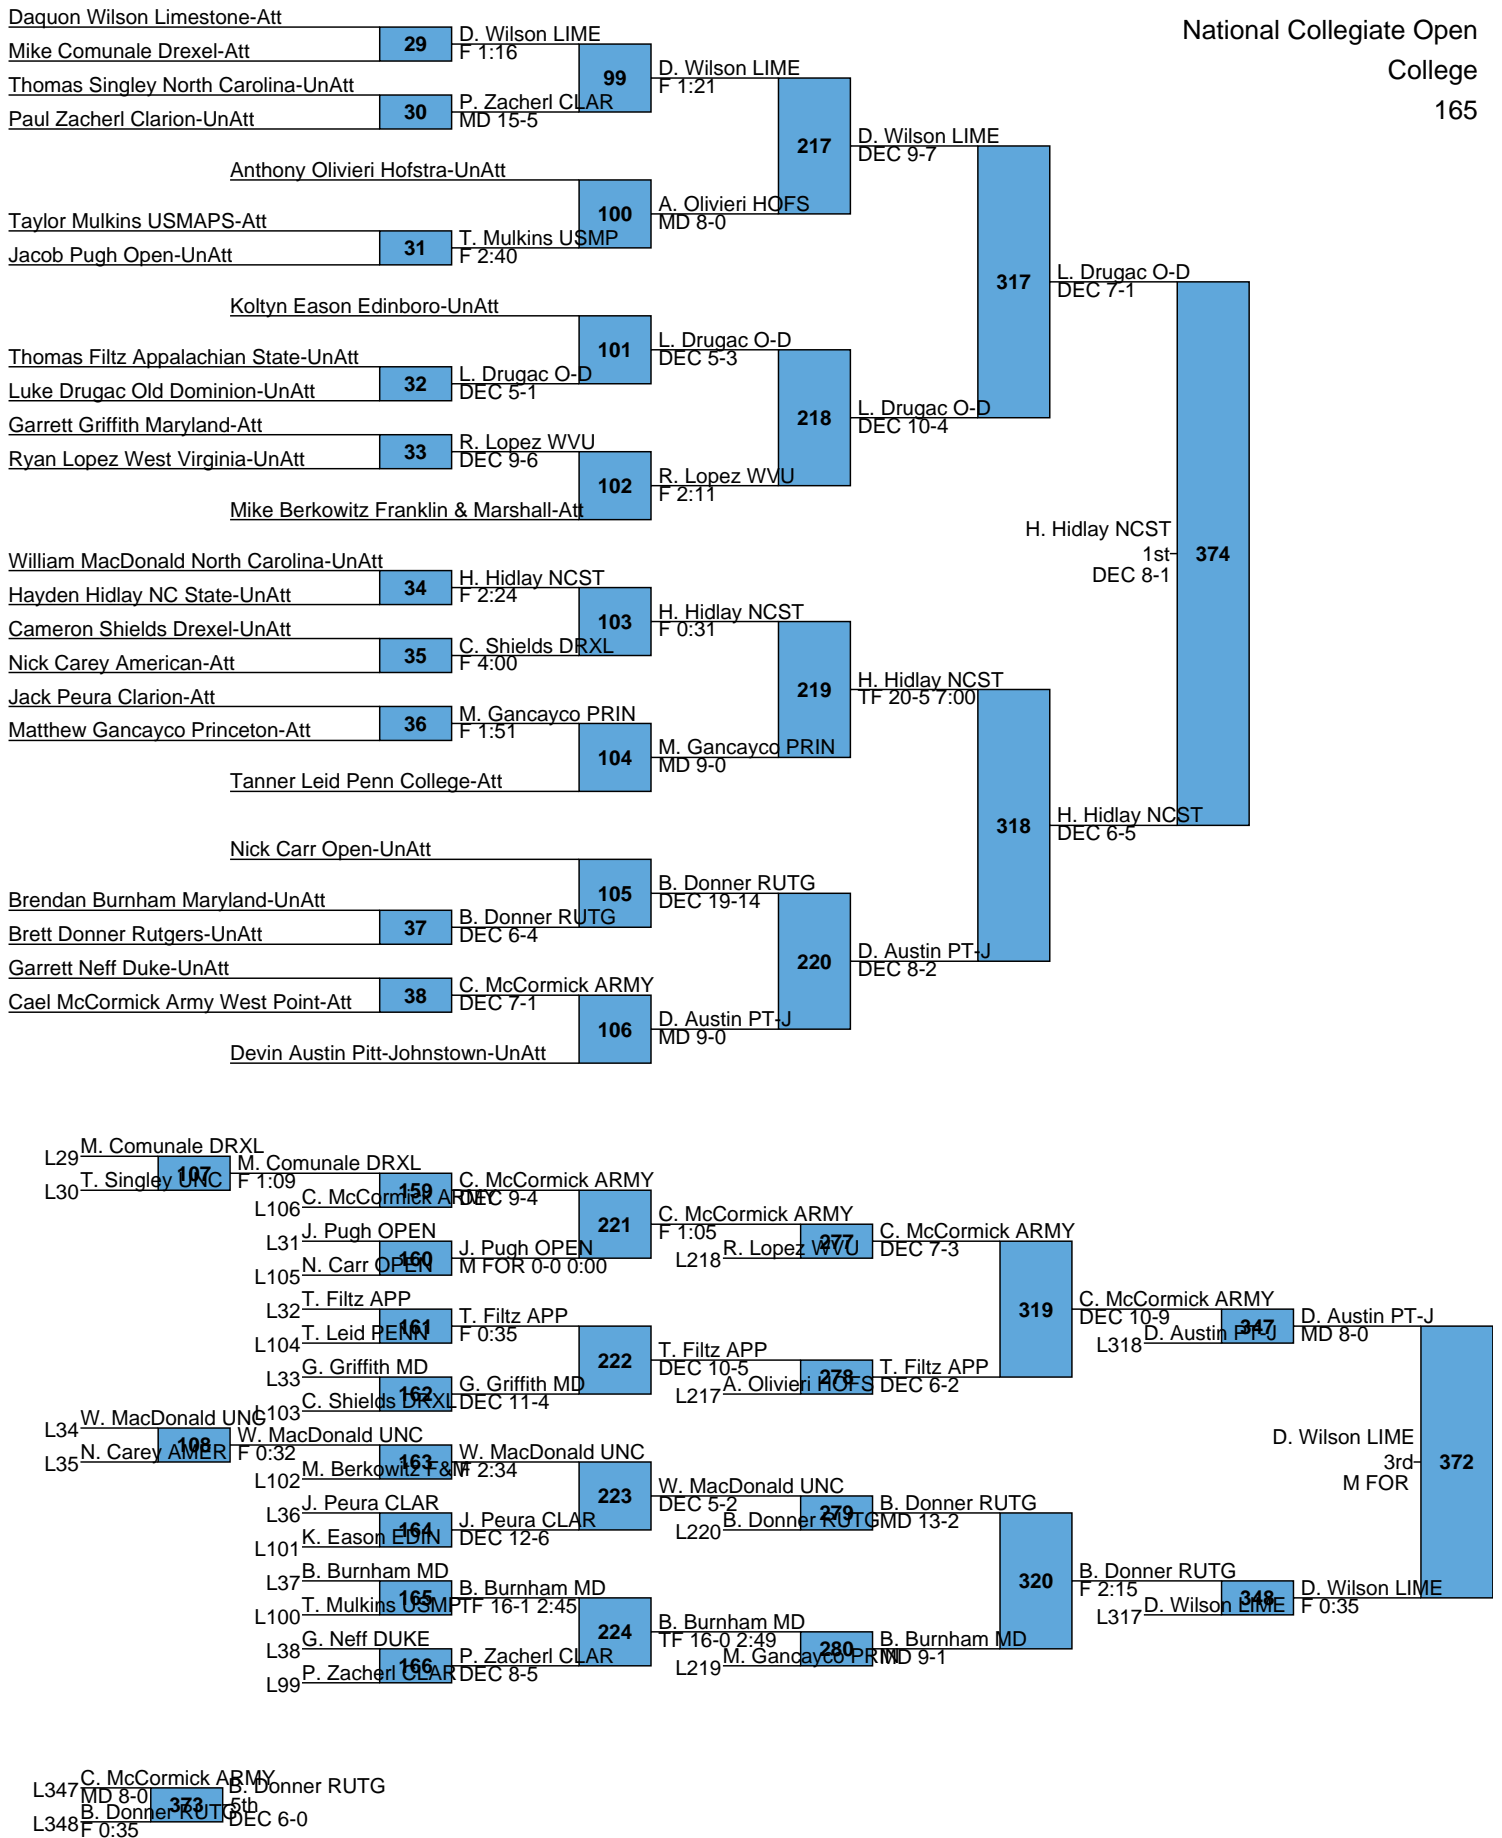 National Collegiate Open
College
165
Daquon Wilson Limestone-Att
29
D. Wilson LIME
F 1:16
Mike Comunale Drexel-Att
99
D. Wilson LIME
F 1:21
Thomas Singley North Carolina-UnAtt
30
P. Zacherl CLAR
MD 15-5
Paul Zacherl Clarion-UnAtt
217
D. Wilson LIME
DEC 9-7
Anthony Olivieri Hofstra-UnAtt
100
A. Olivieri HOFS
MD 8-0
Taylor Mulkins USMAPS-Att
31
T. Mulkins USMP
F 2:40
Jacob Pugh Open-UnAtt
317
L. Drugac O-D
DEC 7-1
Koltyn Eason Edinboro-UnAtt
101
L. Drugac O-D
DEC 5-3
Thomas Filtz Appalachian State-UnAtt
32
L. Drugac O-D
DEC 5-1
Luke Drugac Old Dominion-UnAtt
218
L. Drugac O-D
DEC 10-4
Garrett Griffith Maryland-Att
33
R. Lopez WVU
DEC 9-6
Ryan Lopez West Virginia-UnAtt
102
R. Lopez WVU
F 2:11
Mike Berkowitz Franklin & Marshall-Att
H. Hidlay NCST
1st
DEC 8-1
374
William MacDonald North Carolina-UnAtt
34
H. Hidlay NCST
F 2:24
Hayden Hidlay NC State-UnAtt
103
H. Hidlay NCST
F 0:31
Cameron Shields Drexel-UnAtt
35
C. Shields DRXL
F 4:00
Nick Carey American-Att
219
H. Hidlay NCST
TF 20-5 7:00
Jack Peura Clarion-Att
36
M. Gancayco PRIN
F 1:51
Matthew Gancayco Princeton-Att
104
M. Gancayco PRIN
MD 9-0
Tanner Leid Penn College-Att
318
H. Hidlay NCST
DEC 6-5
Nick Carr Open-UnAtt
105
B. Donner RUTG
DEC 19-14
Brendan Burnham Maryland-UnAtt
37
B. Donner RUTG
DEC 6-4
Brett Donner Rutgers-UnAtt
220
D. Austin PT-J
DEC 8-2
Garrett Neff Duke-UnAtt
38
C. McCormick ARMY
DEC 7-1
Cael McCormick Army West Point-Att
106
D. Austin PT-J
MD 9-0
Devin Austin Pitt-Johnstown-UnAtt
L29
M. Comunale DRXL
107
M. Comunale DRXL
F 1:09
L30
T. Singley UNC
159
C. McCormick ARMY
DEC 9-4
L106
C. McCormick ARMY
221
C. McCormick ARMY
F 1:05
L31
J. Pugh OPEN
160
J. Pugh OPEN
M FOR 0-0 0:00
L105
N. Carr OPEN
277
C. McCormick ARMY
DEC 7-3
L218
R. Lopez WVU
L32
T. Filtz APP
161
T. Filtz APP
F 0:35
L104
T. Leid PENN
319
C. McCormick ARMY
DEC 10-9
347
D. Austin PT-J
MD 8-0
L318
D. Austin PT-J
222
T. Filtz APP
DEC 10-5
L33
G. Griffith MD
162
G. Griffith MD
DEC 11-4
L103
C. Shields DRXL
278
T. Filtz APP
DEC 6-2
L217
A. Olivieri HOFS
L34
W. MacDonald UNC
108
W. MacDonald UNC
F 0:32
L35
N. Carey AMER
163
W. MacDonald UNC
F 2:34
L102
M. Berkowitz F&M
D. Wilson LIME
3rd
M FOR
372
223
W. MacDonald UNC
DEC 5-2
L36
J. Peura CLAR
164
J. Peura CLAR
DEC 12-6
L101
K. Eason EDIN
279
B. Donner RUTG
MD 13-2
L220
B. Donner RUTG
L37
B. Burnham MD
165
B. Burnham MD
TF 16-1 2:45
L100
T. Mulkins USMP
320
B. Donner RUTG
F 2:15
348
D. Wilson LIME
F 0:35
L317
D. Wilson LIME
224
B. Burnham MD
TF 16-0 2:49
L38
G. Neff DUKE
166
P. Zacherl CLAR
DEC 8-5
L99
P. Zacherl CLAR
280
B. Burnham MD
MD 9-1
L219
M. Gancayco PRIN
L347
C. McCormick ARMY
MD 8-0
373
B. Donner RUTG
5th
DEC 6-0
L348
B. Donner RUTG
F 0:35